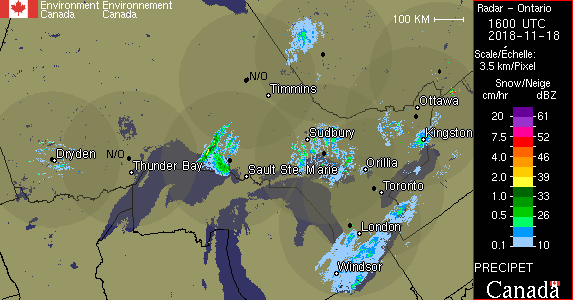 Environment Environnement
Canada Canada
100 KM
Radar - Ontario
1600 UTC
2018-11-18
Scale/Échelle:
3.5 km/Pixel
Snow/Neige
cm/hr dBZ
20 61
7.5 52
4.0 46
2.0 39
1.0 33
0.5 26
0.1 10
PRECIPET
Canada
N/O
Timmins
Ottawa
Kingston
Sudbury
Dryden
N/O
Thunder Bay
Sault Ste. Marie
Orillia
Toronto
London
Windsor